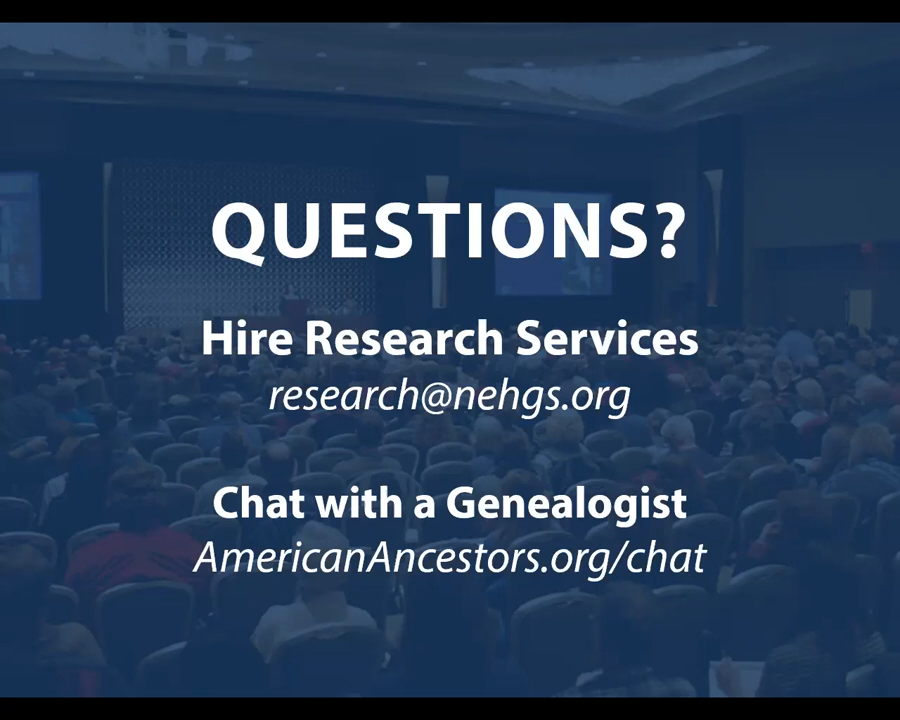 QUESTIONS?
Hire Research Services
research@nehgs.org
Chat with a Genealogist
AmericanAncestors.org/chat